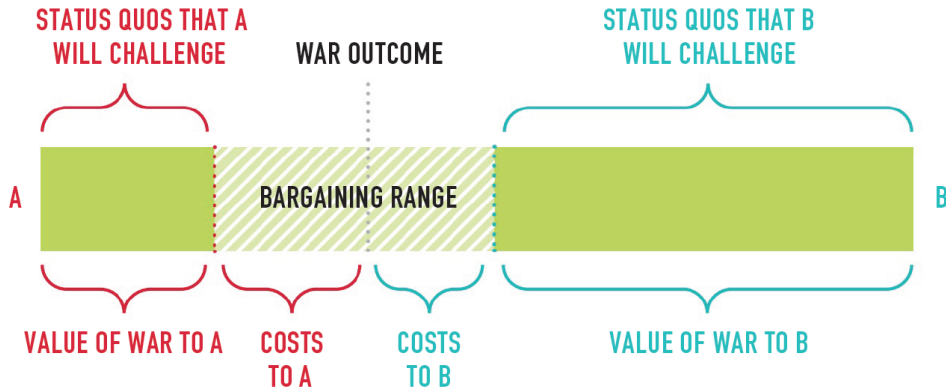 STATUS QUOS THAT A
WILL CHALLENGE
WAR OUTCOME
STATUS QUOS THAT B
WILL CHALLENGE
A
BARGAINING RANGE
B
VALUE OF WAR TO A
COSTS
TO A
COSTS
TO B
VALUE OF WAR TO B